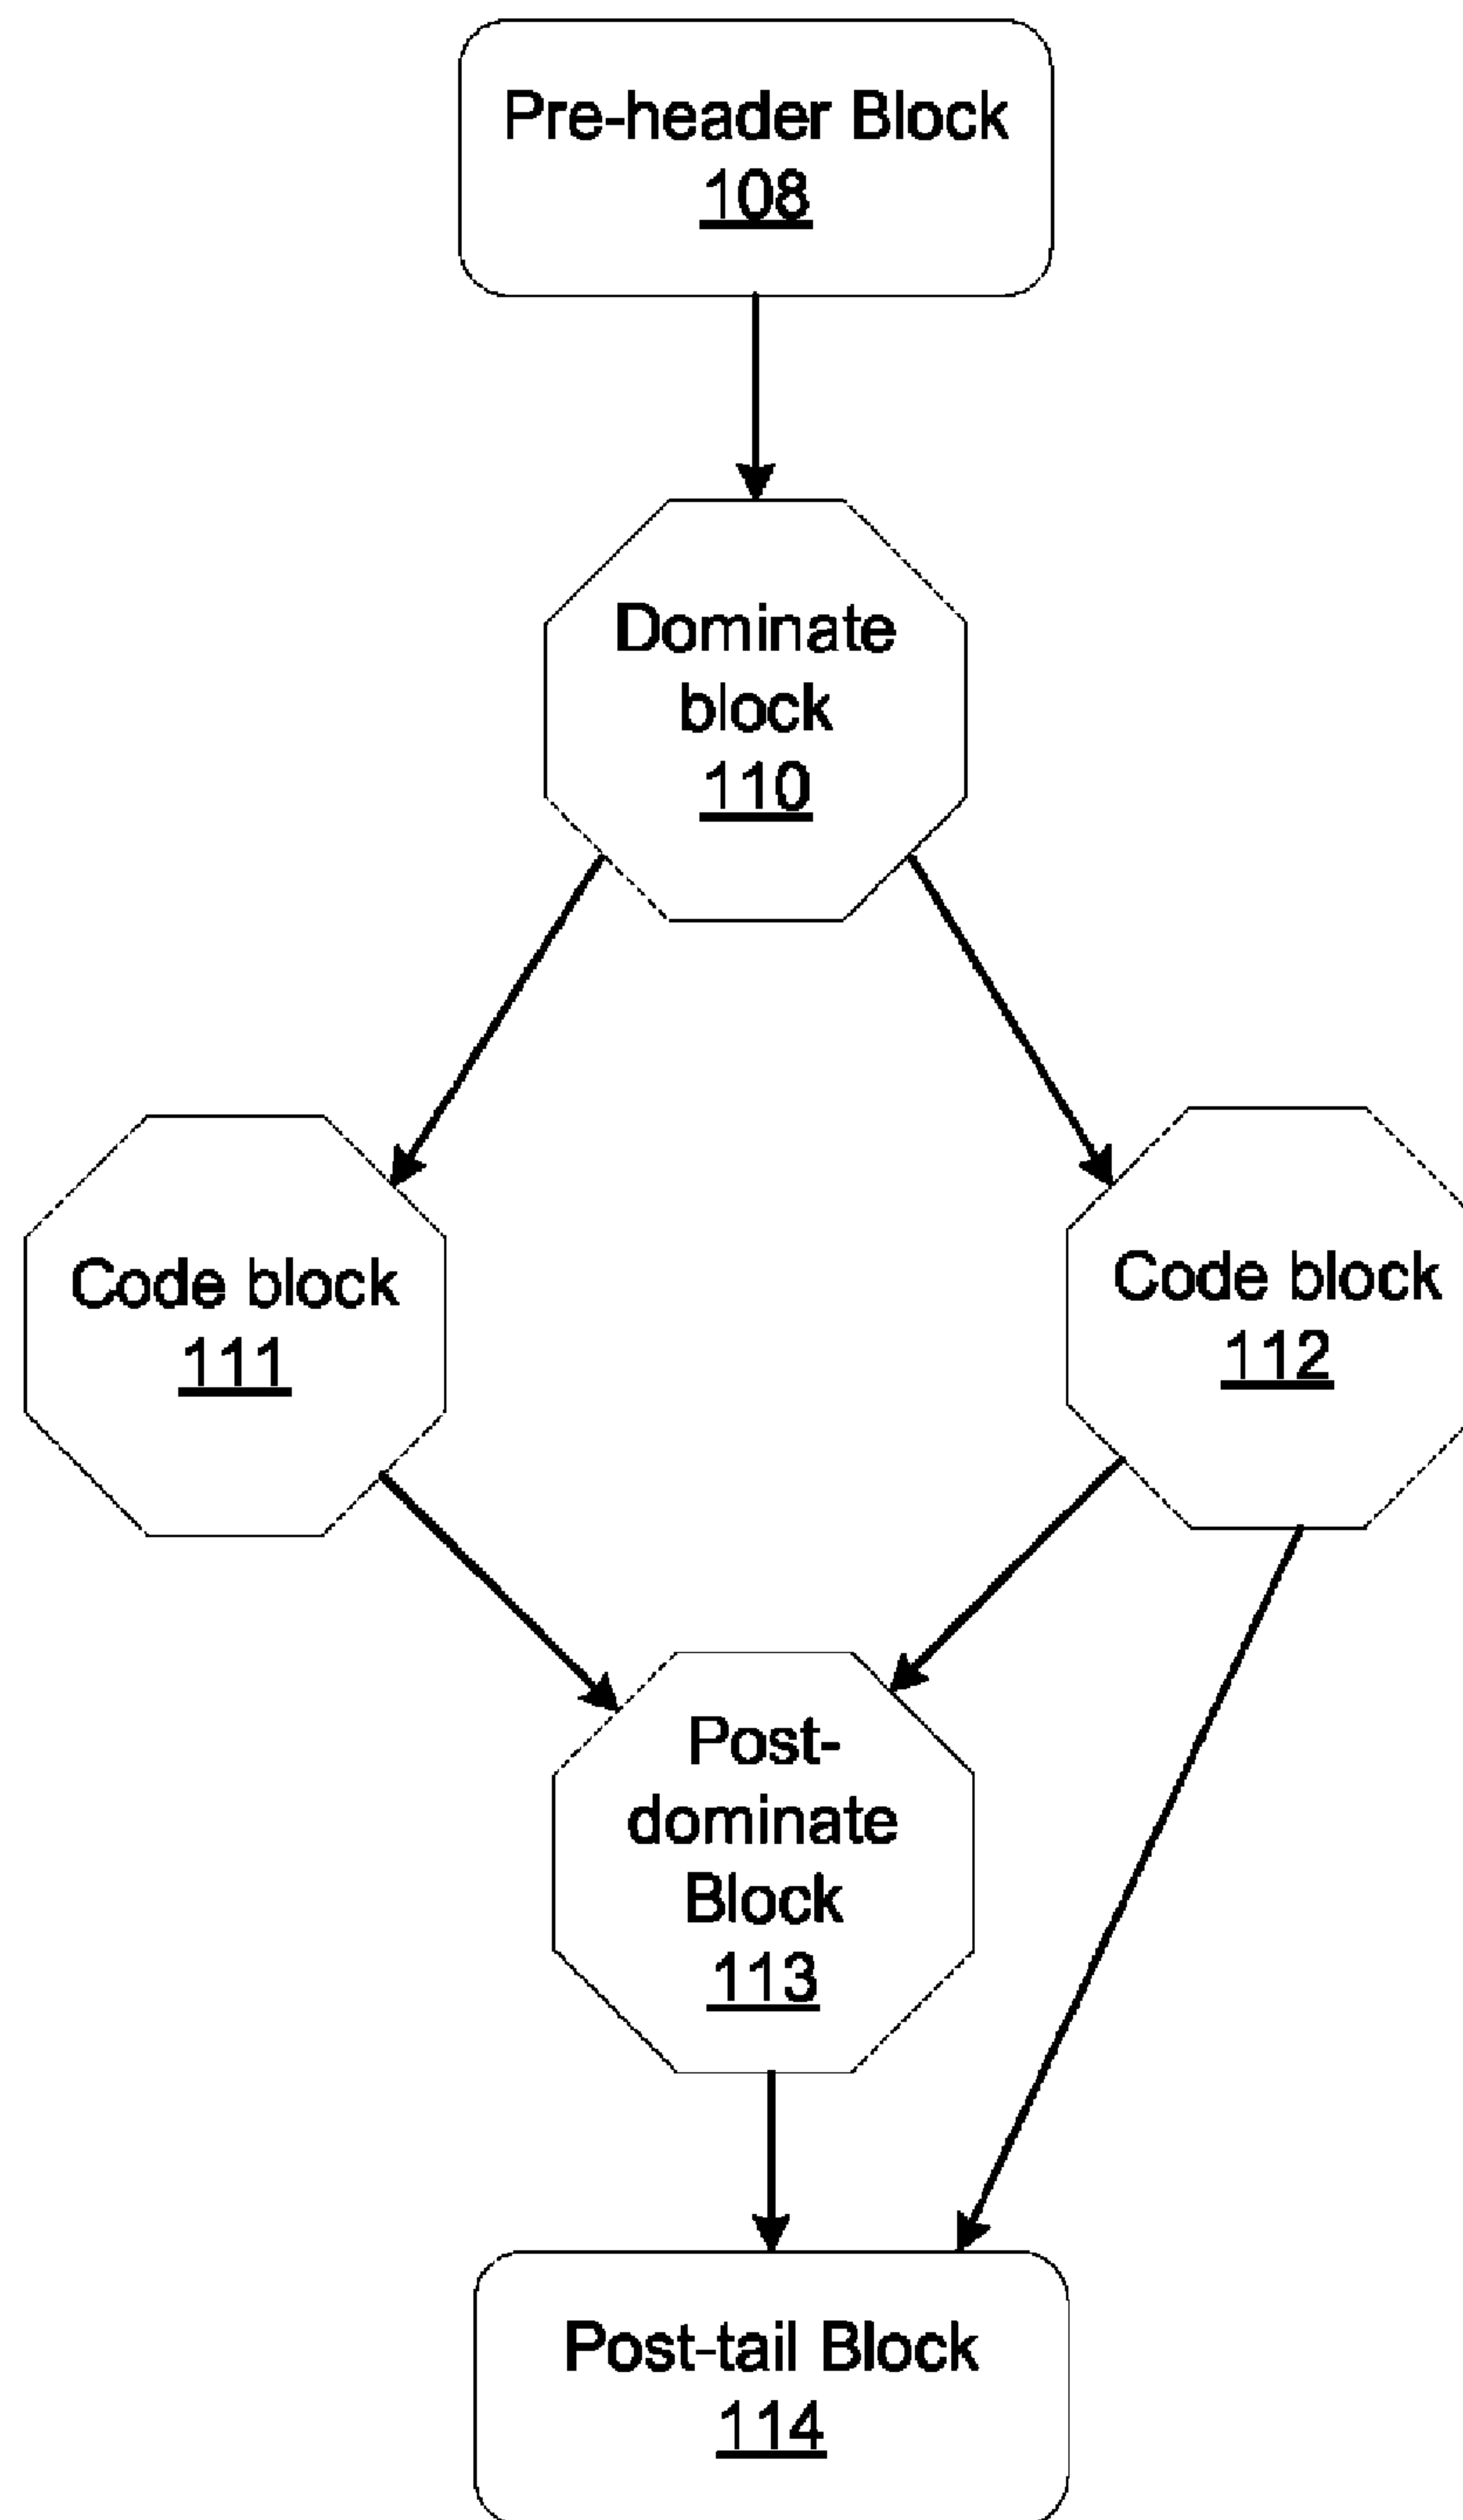 Pre-header Block
108
Dominate
block
110
Code block
111
Code block
112
Post-
dominate
Block
113
Post-tail Block
114